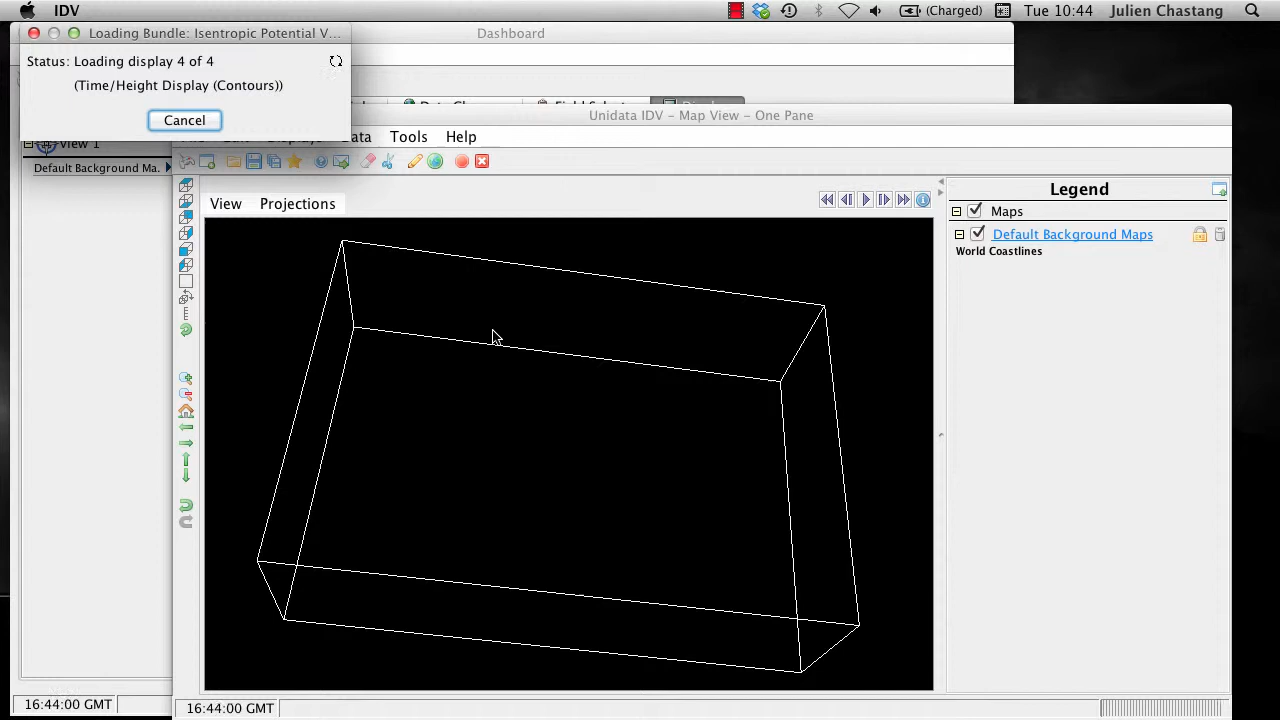 IDV
(Charged)
Tue 10:44
Julien Chastang
Loading Bundle: Isentropic Potential V...
Dashboard
Status: Loading display 4 of 4
(Time/Height Display (Contours))
Cancel
Unidata IDV – Map View – One Pane
Tools
Help
View 1
Default Background Ma.
View
Projections
Legend
Maps
Default Background Maps
World Coastlines
16:44:00 GMT
16:44:00 GMT